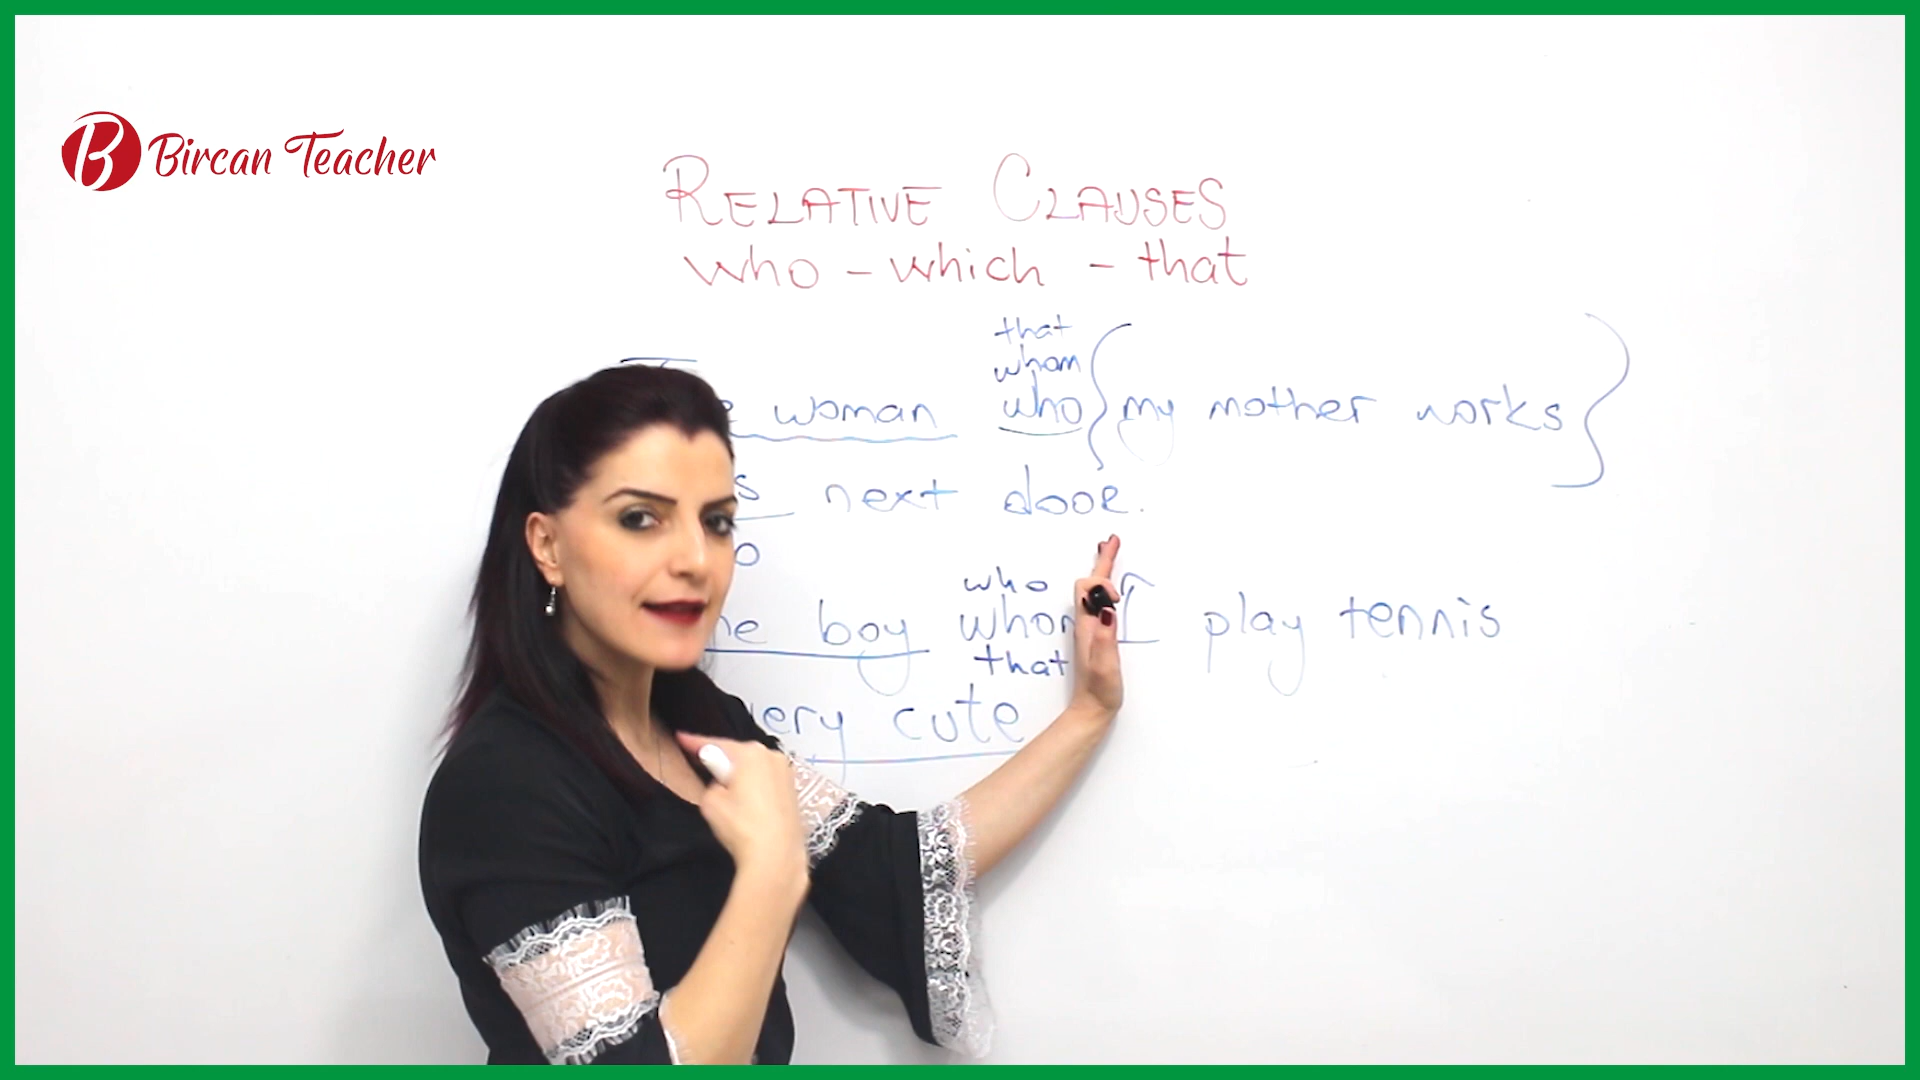 B Bircan Teacher
RELATIVE CLAUSES
who - which - that
that
whom
woman who my mother works
next door.
who
boy I play tennis
that
very cute